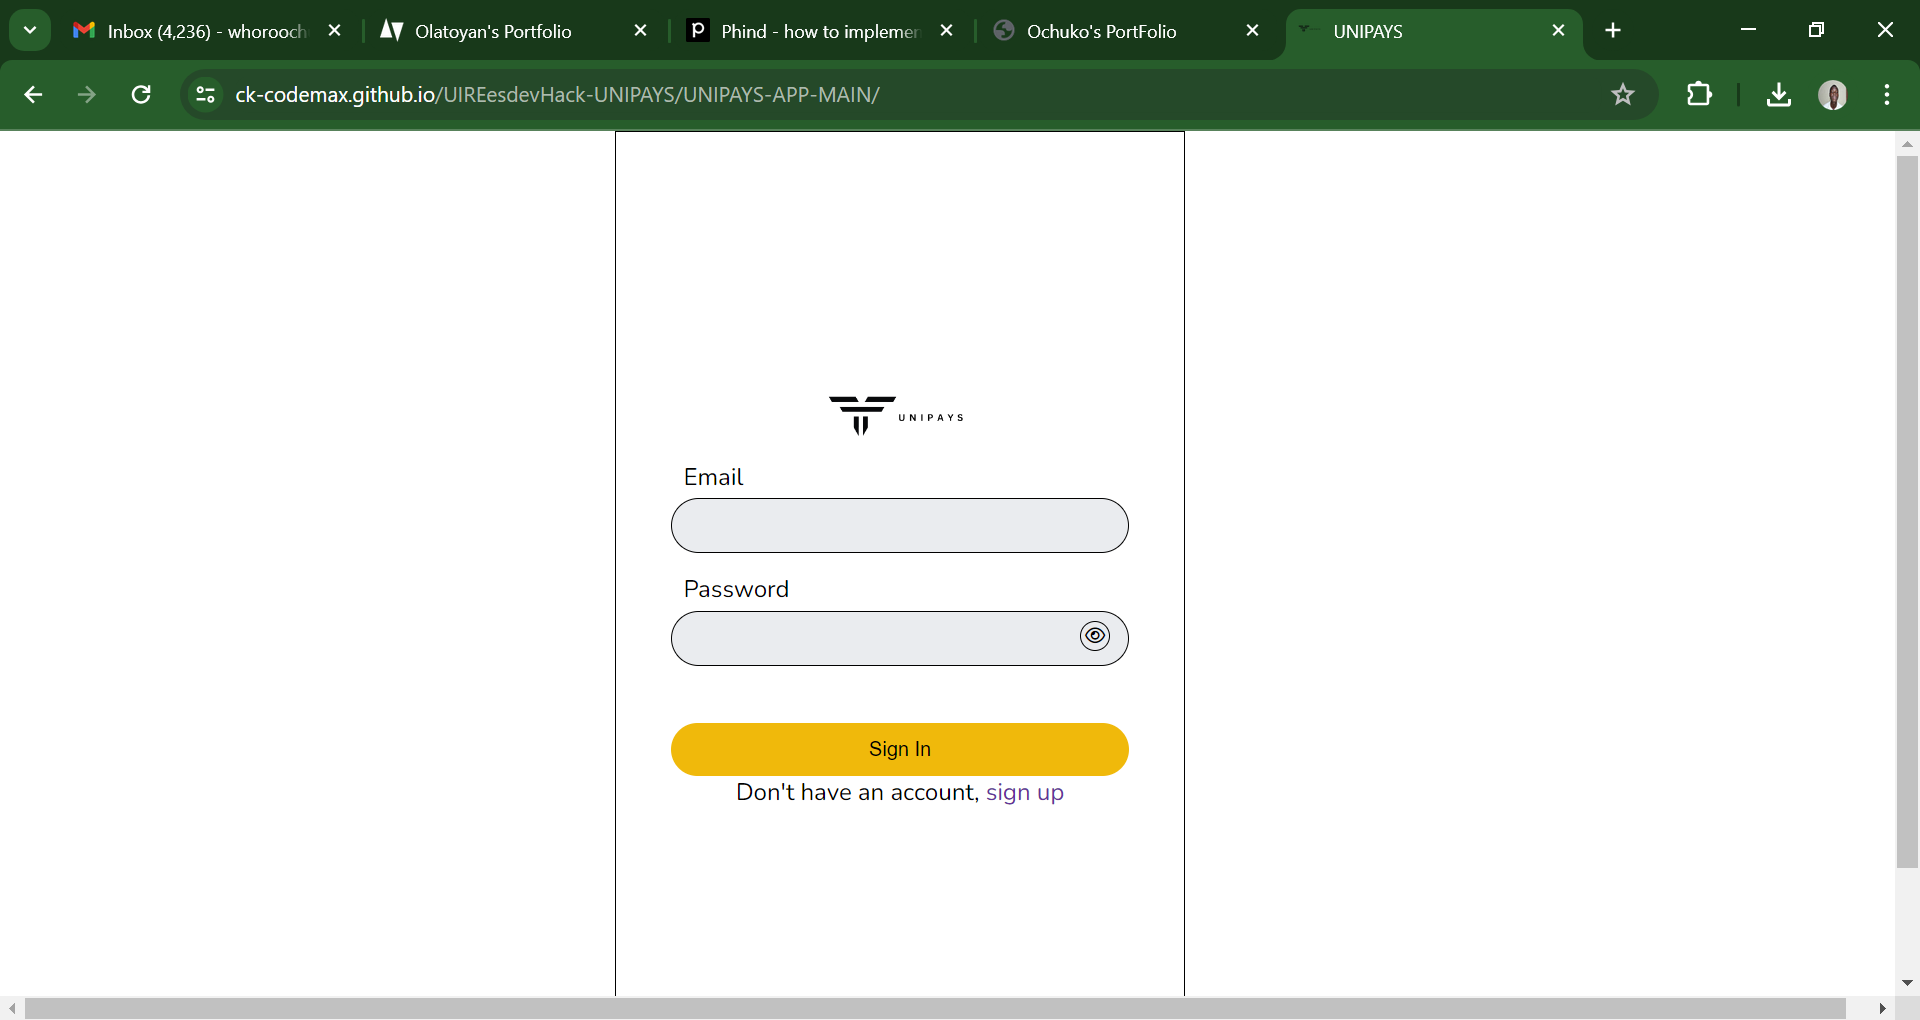 Inbox (4,236) - whorooch
Olatoyan's Portfolio
Phind - how to implemen
Ochuko's PortFolio
UNIPAYS
ck-codemax.github.io/UIREesdevHack-UNIPAYS/UNIPAYS-APP-MAIN/
UNIPAYS
Email
Password
Sign In
Don't have an account, sign up